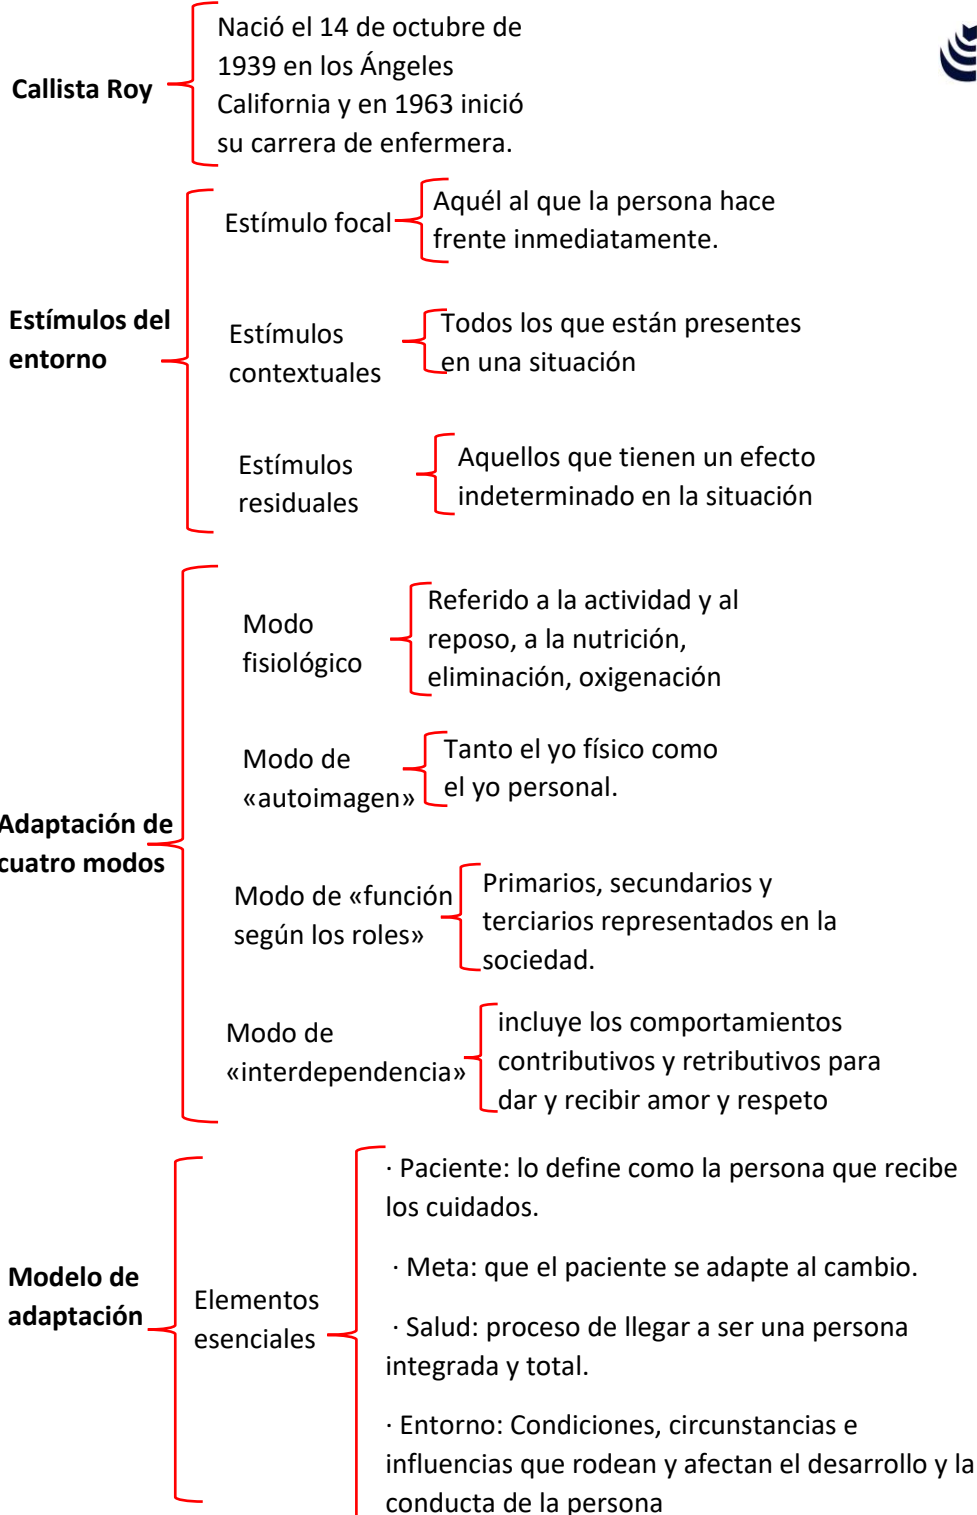 Callista Roy
Nació el 14 de octubre de
1939 en los Ángeles
California y en 1963 inició
su carrera de enfermera.
Estímulos del
entorno
Estímulo focal
Aquél al que la persona hace
frente inmediatamente.
Estímulos
contextuales
Todos los que están presentes
en una situación
Estímulos
residuales
Aquellos que tienen un efecto
indeterminado en la situación
Adaptación de
cuatro modos
Modo
fisiológico
Referido a la actividad y al
reposo, a la nutrición,
eliminación, oxigenación
Modo de
«autoimagen»
Tanto el yo físico como
el yo personal.
Modo de «función
según los roles»
Primarios, secundarios y
terciarios representados en la
sociedad.
Modo de
«interdependencia»
incluye los comportamientos
contributivos y retributivos para
dar y recibir amor y respeto
Modelo de
adaptación
Elementos
esenciales
· Paciente: lo define como la persona que recibe
los cuidados.
· Meta: que el paciente se adapte al cambio.
· Salud: proceso de llegar a ser una persona
integrada y total.
· Entorno: Condiciones, circunstancias e
influencias que rodean y afectan el desarrollo y la
conducta de la persona